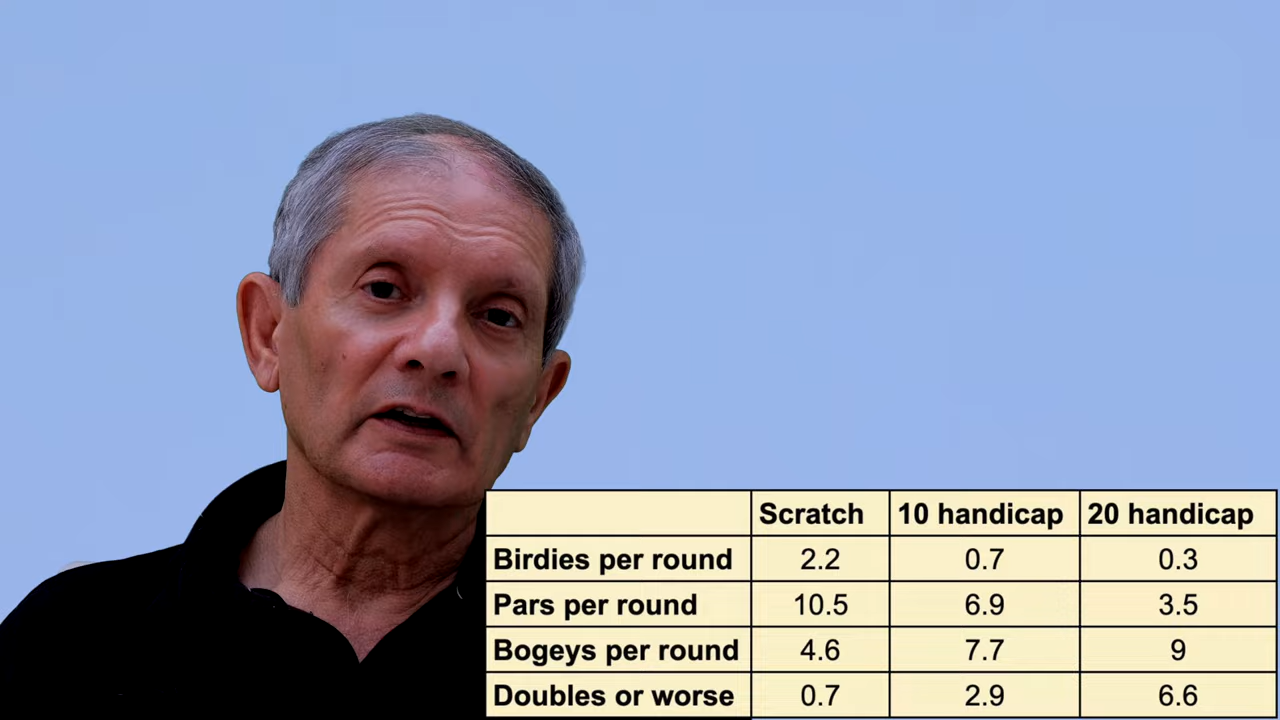 Scratch 10 handicap 20 handicap
Birdies per round 2.2 0.7 0.3
Pars per round 10.5 6.9 3.5
Bogeys per round 4.6 7.7 9
Doubles or worse 0.7 2.9 6.6